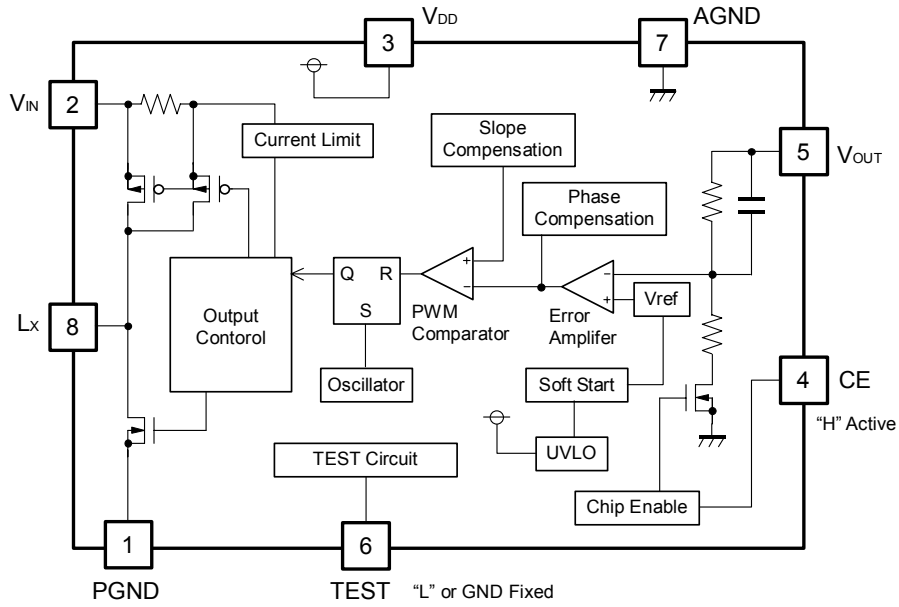 VDD
AGND
3
7
VIN
2
Current Limit
Slope
Compensation
5
VOUT
Phase
Compensation
Output
Contorol
Q
R
S
+
−
PWM
Comparator
−
+
Error
Amplifer
Vref
LX
8
Oscillator
Soft Start
4
CE
"H" Active
UVLO
TEST Circuit
Chip Enable
1
6
PGND
TEST
"L" or GND Fixed